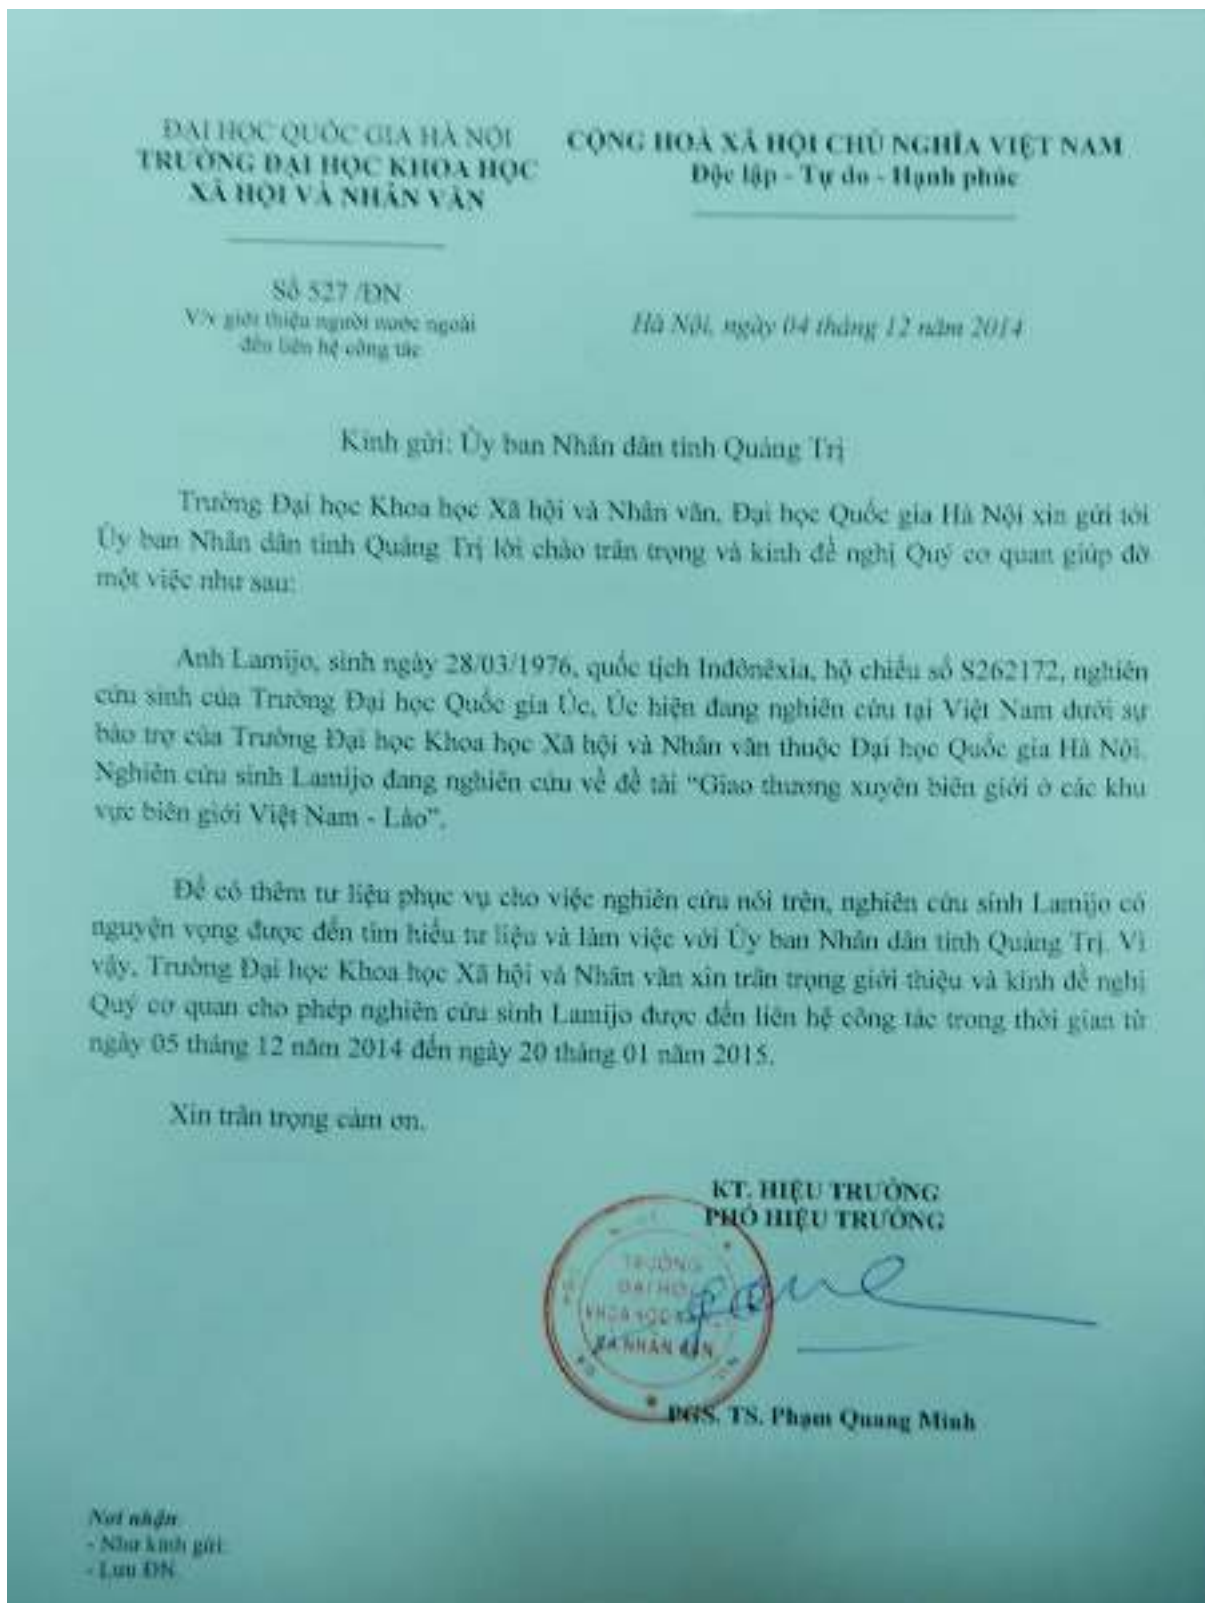 ĐẠI HỌC QUỐC GIA HÀ NỘI
TRƯỜNG ĐẠI HỌC KHOA HỌC
XÃ HỘI VÀ NHÂN VĂN
CỘNG HOÀ XÃ HỘI CHỦ NGHĨA VIỆT NAM
Độc lập - Tự do - Hạnh phúc
Số 527 /ĐN
V/v giới thiệu người nước ngoài
đến liên hệ công tác
Hà Nội, ngày 04 tháng 12 năm 2014
Kính gửi: Ủy ban Nhân dân tỉnh Quảng Trị
Trường Đại học Khoa học Xã hội và Nhân văn, Đại học Quốc gia Hà Nội xin gửi tới
Ủy ban Nhân dân tỉnh Quảng Trị lời chào trân trọng và kính đề nghị Quý cơ quan giúp đỡ
một việc như sau:
Anh Lamijo, sinh ngày 28/03/1976, quốc tịch Inđônêxia, hộ chiếu số S262172, nghiên
cứu sinh của Trường Đại học Quốc gia Úc, Úc hiện đang nghiên cứu tại Việt Nam dưới sự
bảo trợ của Trường Đại học Khoa học Xã hội và Nhân văn thuộc Đại học Quốc gia Hà Nội.
Nghiên cứu sinh Lamijo đang nghiên cứu về đề tài “Giao thương xuyên biên giới ở các khu
vực biên giới Việt Nam - Lào”.
Để có thêm tư liệu phục vụ cho việc nghiên cứu nói trên, nghiên cứu sinh Lamijo có
nguyện vọng được đến tìm hiểu tư liệu và làm việc với Ủy ban Nhân dân tỉnh Quảng Trị. Vì
vậy, Trường Đại học Khoa học Xã hội và Nhân văn xin trân trọng giới thiệu và kính đề nghị
Quý cơ quan cho phép nghiên cứu sinh Lamijo được đến liên hệ công tác trong thời gian từ
ngày 05 tháng 12 năm 2014 đến ngày 20 tháng 01 năm 2015.
Xin trân trọng cảm ơn.
KT. HIỆU TRƯỞNG
PHÓ HIỆU TRƯỞNG
TRƯỜNG
ĐẠI HỌC
KHOA HỌC
VÀ NHÂN VĂN
PGS. TS. Phạm Quang Minh
Nơi nhận
- Như kính gửi:
- Lưu ĐN